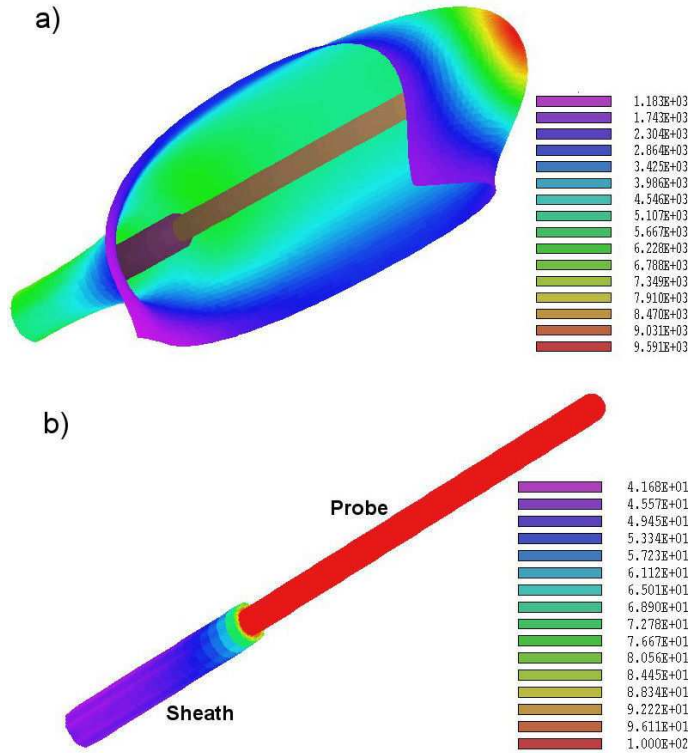 a)
1.183E+03
1.743E+03
2.304E+03
2.864E+03
3.425E+03
3.986E+03
4.546E+03
5.107E+03
5.667E+03
6.228E+03
6.788E+03
7.349E+03
7.910E+03
8.470E+03
9.031E+03
9.591E+03
b)
Probe
Sheath
4.168E+01
4.557E+01
4.945E+01
5.334E+01
5.723E+01
6.112E+01
6.501E+01
6.890E+01
7.278E+01
7.667E+01
8.056E+01
8.445E+01
8.834E+01
9.222E+01
9.611E+01
1.000E+02